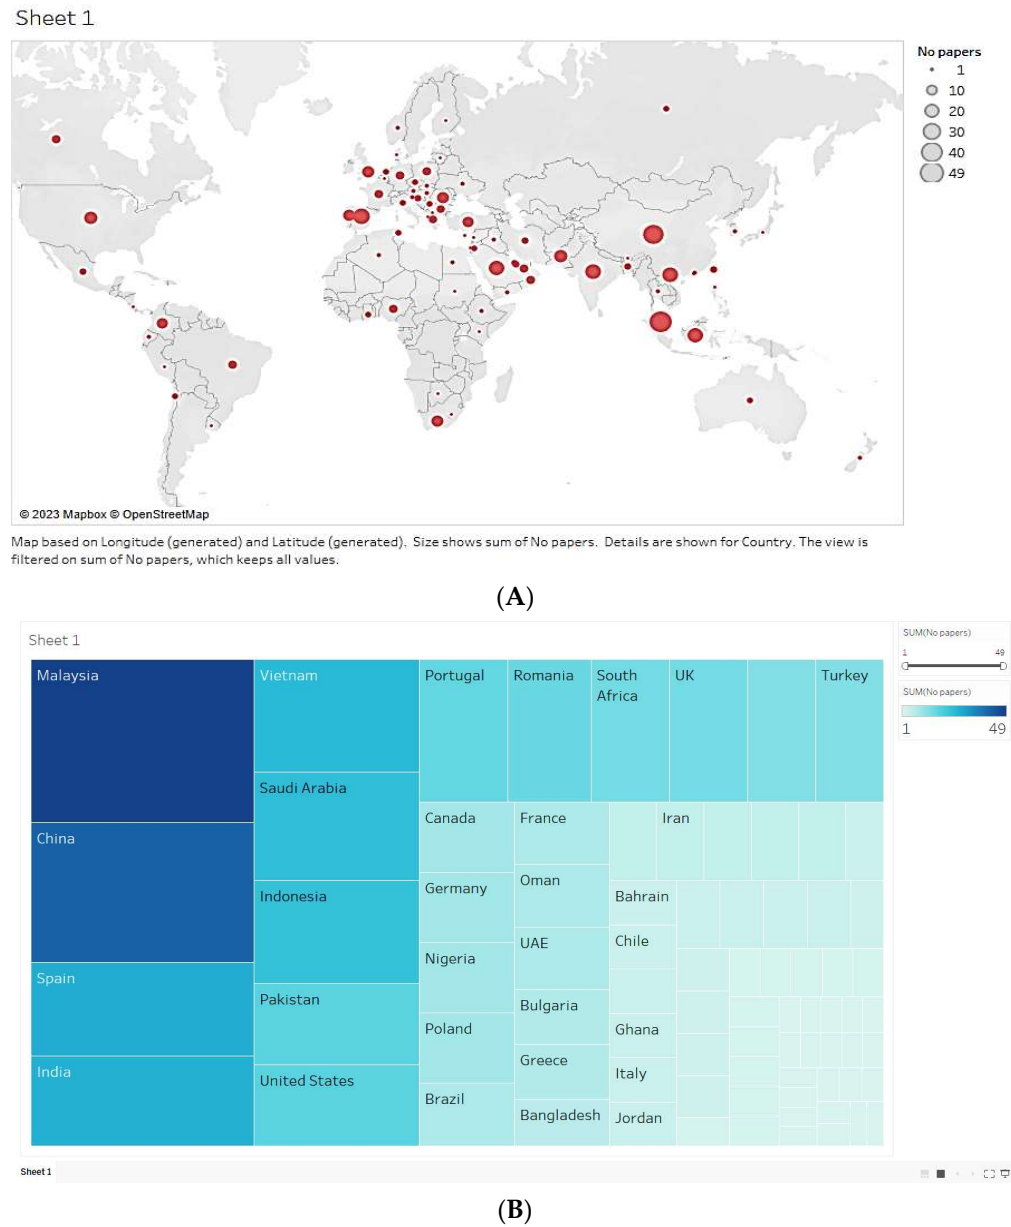 Sheet 1
No papers
1
10
20
30
40
49
© 2023 Mapbox © OpenStreetMap
Map based on Longitude (generated) and Latitude (generated). Size shows sum of No papers. Details are shown for Country. The view is
filtered on sum of No papers, which keeps all values.
(A)
Sheet 1
SUM(No papers)
1 49
SUM(No papers)
1 49
Malaysia
China
Spain
India
Vietnam
Saudi Arabia
Indonesia
Pakistan
United States
Portugal
Romania
South
Africa
UK
Turkey
Canada
Germany
Nigeria
Poland
Brazil
France
Oman
UAE
Bulgaria
Greece
Bangladesh
Iran
Bahrain
Chile
Ghana
Italy
Jordan
Sheet 1
(B)